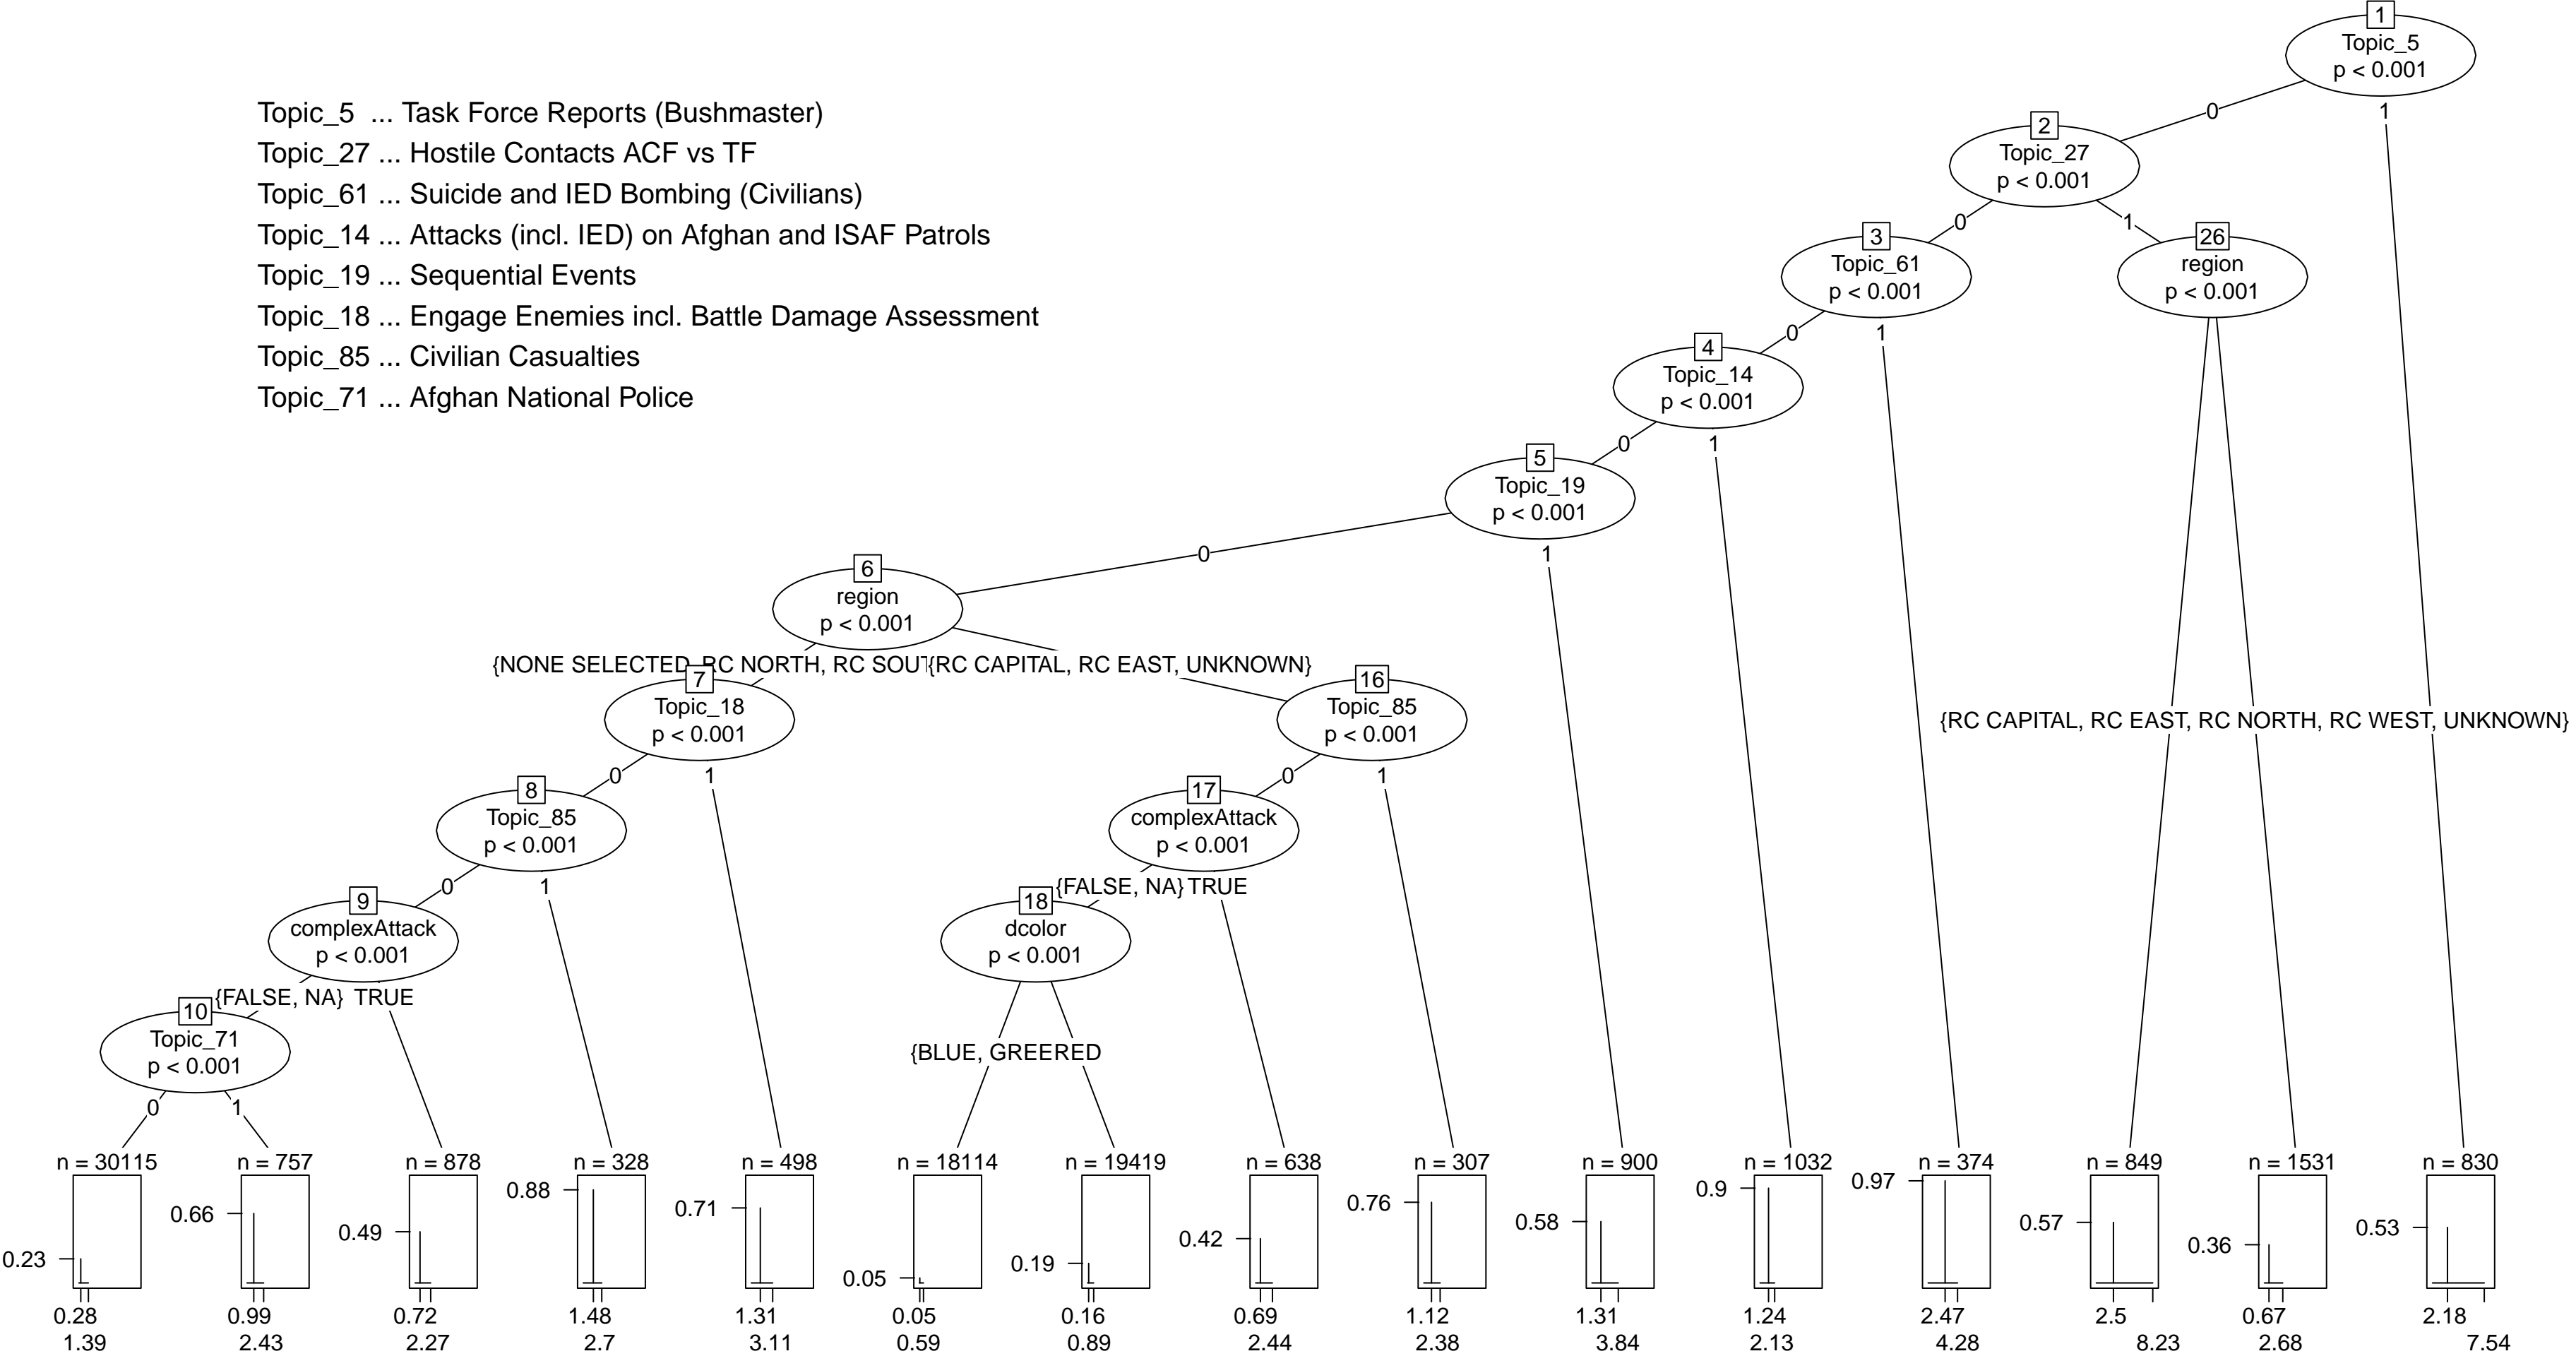 1
Topic_5
p < 0.001
0
1
Topic_5 ... Task Force Reports (Bushmaster)
Topic_27 ... Hostile Contacts ACF vs TF
Topic_61 ... Suicide and IED Bombing (Civilians)
Topic_14 ... Attacks (incl. IED) on Afghan and ISAF Patrols
Topic_19 ... Sequential Events
Topic_18 ... Engage Enemies incl. Battle Damage Assessment
Topic_85 ... Civilian Casualties
Topic_71 ... Afghan National Police
2
Topic_27
p < 0.001
0
1
3
Topic_61
p < 0.001
0
1
26
region
p < 0.001
4
Topic_14
p < 0.001
0
1
5
Topic_19
p < 0.001
0
1
6
region
p < 0.001
{NONE SELECTED, RC NORTH, RC SOUT
{RC CAPITAL, RC EAST, UNKNOWN}
7
Topic_18
p < 0.001
0
1
16
Topic_85
p < 0.001
0
1
{RC CAPITAL, RC EAST, RC NORTH, RC WEST, UNKNOWN}
8
Topic_85
p < 0.001
0
1
17
complexAttack
p < 0.001
{FALSE, NA} TRUE
9
complexAttack
p < 0.001
{FALSE, NA} TRUE
18
dcolor
p < 0.001
{BLUE, GREE
RED
10
Topic_71
p < 0.001
0
1
n = 30115
n = 757
n = 878
n = 328
n = 498
n = 18114
n = 19419
n = 638
n = 307
n = 900
n = 1032
n = 374
n = 849
n = 1531
n = 830
0.23
0.66
0.49
0.88
0.71
0.05
0.19
0.42
0.76
0.58
0.9
0.97
0.57
0.36
0.53
0.28
0.99
0.72
1.48
1.31
0.05
0.16
0.69
1.12
1.31
1.24
2.47
2.5
0.67
2.18
1.39
2.43
2.27
2.7
3.11
0.59
0.89
2.44
2.38
3.84
2.13
4.28
8.23
2.68
7.54